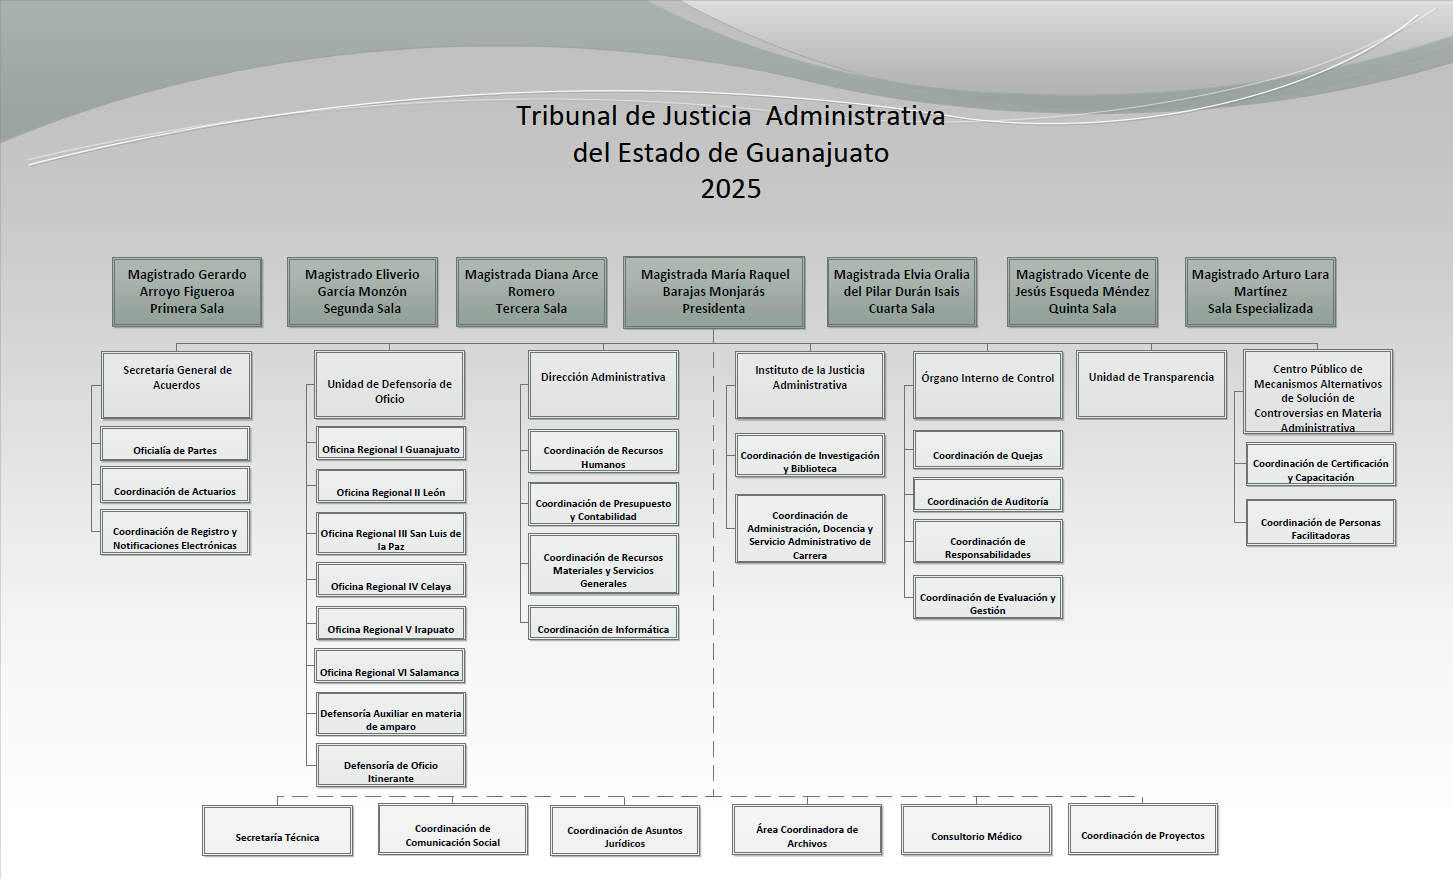 Tribunal de Justicia  Administrativa
del Estado de Guanajuato
2025
Magistrado Gerardo
Arroyo Figueroa
Primera Sala
Magistrado Eliverio
García Monzón
Segunda Sala
Magistrada Diana Arce
Romero
Tercera Sala
Magistrada María Raquel
Barajas Monjarás
Presidenta
Magistrada Elvia Oralia
del Pilar Durán Isais
Cuarta Sala
Magistrado Vicente de
Jesús Esqueda Méndez
Quinta Sala
Magistrado Arturo Lara
Martínez
Sala Especializada
Secretaría General de
Acuerdos
Oficialía de Partes
Coordinación de Actuarios
Coordinación de Registro y
Notificaciones Electrónicas
Unidad de Defensoría de
Oficio
Oficina Regional I Guanajuato
Oficina Regional II León
Oficina Regional III San Luis de
la Paz
Oficina Regional IV Celaya
Oficina Regional V Irapuato
Oficina Regional VI Salamanca
Defensoría Auxiliar en materia
de amparo
Defensoría de Oficio
Itinerante
Dirección Administrativa
Coordinación de Recursos
Humanos
Coordinación de Presupuesto
y Contabilidad
Coordinación de Recursos
Materiales y Servicios
Generales
Coordinación de Informática
Instituto de la Justicia
Administrativa
Coordinación de Investigación
y Biblioteca
Coordinación de
Administración, Docencia y
Servicio Administrativo de
Carrera
Órgano Interno de Control
Coordinación de Quejas
Coordinación de Auditoría
Coordinación de
Responsabilidades
Coordinación de Evaluación y
Gestión
Unidad de Transparencia
Centro Público de
Mecanismos Alternativos
de Solución de
Controversias en Materia
Administrativa
Coordinación de Certificación
y Capacitación
Coordinación de Personas
Facilitadoras
Secretaría Técnica
Coordinación de
Comunicación Social
Coordinación de Asuntos
Jurídicos
Área Coordinadora de
Archivos
Consultorio Médico
Coordinación de Proyectos